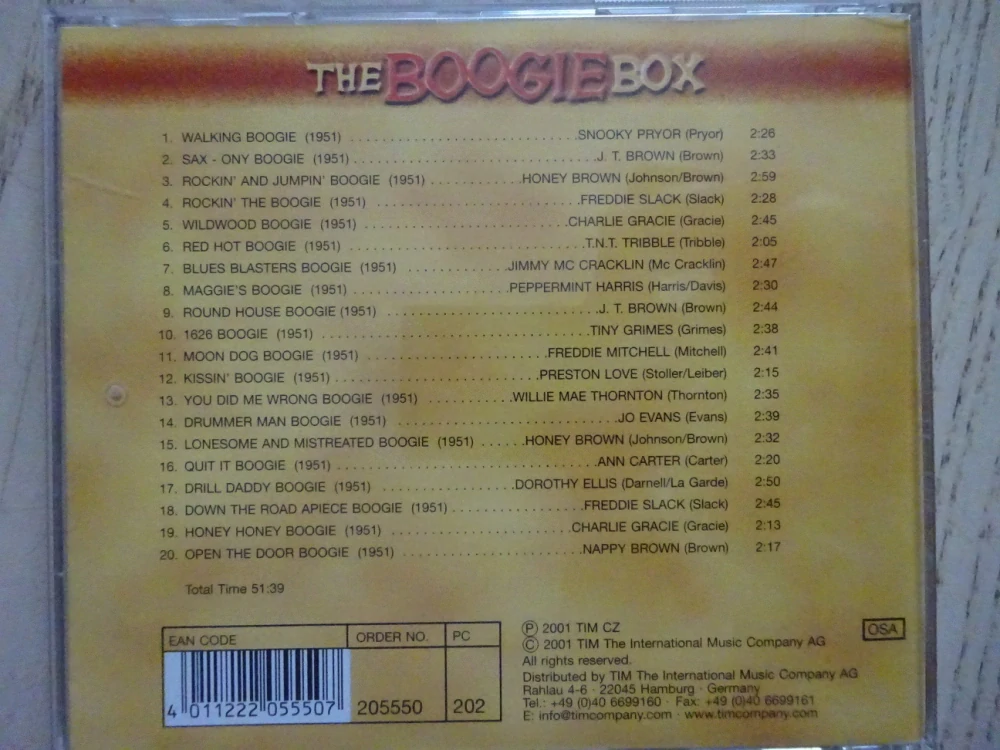 THE BOOGIE BOX
1. WALKING BOOGIE (1951) ........................SNOOKY PRYOR (Pryor) 2:26
2. SAX - ONY BOOGIE (1951) ........................J. T. BROWN (Brown) 2:33
3. ROCKIN' AND JUMPIN' BOOGIE (1951) ..........HONEY BROWN (Johnson/Brown) 2:59
4. ROCKIN' THE BOOGIE (1951) ......................FREDDIE SLACK (Slack) 2:28
5. WILDWOOD BOOGIE (1951) ......................CHARLIE GRACIE (Gracie) 2:45
6. RED HOT BOOGIE (1951) ........................T.N.T. TRIBBLE (Tribble) 2:05
7. BLUES BLASTERS BOOGIE (1951) ...........JIMMY MC CRACKLIN (Mc Cracklin) 2:47
8. MAGGIE'S BOOGIE (1951) .................PEPPERMINT HARRIS (Harris/Davis) 2:30
9. ROUND HOUSE BOOGIE (1951) ......................J. T. BROWN (Brown) 2:44
10. 1626 BOOGIE (1951) ............................TINY GRIMES (Grimes) 2:38
11. MOON DOG BOOGIE (1951) ...................FREDDIE MITCHELL (Mitchell) 2:41
12. KISSIN' BOOGIE (1951) .....................PRESTON LOVE (Stoller/Leiber) 2:15
13. YOU DID ME WRONG BOOGIE (1951) ..........WILLIE MAE THORNTON (Thornton) 2:35
14. DRUMMER MAN BOOGIE (1951) ........................JO EVANS (Evans) 2:39
15. LONESOME AND MISTREATED BOOGIE (1951) ......HONEY BROWN (Johnson/Brown) 2:32
16. QUIT IT BOOGIE (1951) ............................ANN CARTER (Carter) 2:20
17. DRILL DADDY BOOGIE (1951) ..............DOROTHY ELLIS (Darnell/La Garde) 2:50
18. DOWN THE ROAD APIECE BOOGIE (1951) .............FREDDIE SLACK (Slack) 2:45
19. HONEY HONEY BOOGIE (1951) ....................CHARLIE GRACIE (Gracie) 2:13
20. OPEN THE DOOR BOOGIE (1951) ...................NAPPY BROWN (Brown) 2:17
Total Time 51:39
EAN CODE
4 011222 055507
ORDER NO.
205550
PC
202
Ⓟ 2001 TIM CZ
© 2001 TIM The International Music Company AG
All rights reserved.
Distributed by TIM The International Music Company AG
Rahlau 4-6 · 22045 Hamburg · Germany
Tel.: +49 (0)40 6699160 · Fax: +49 (0)40 6699161
E: info@timcompany.com · www.timcompany.com
OSA